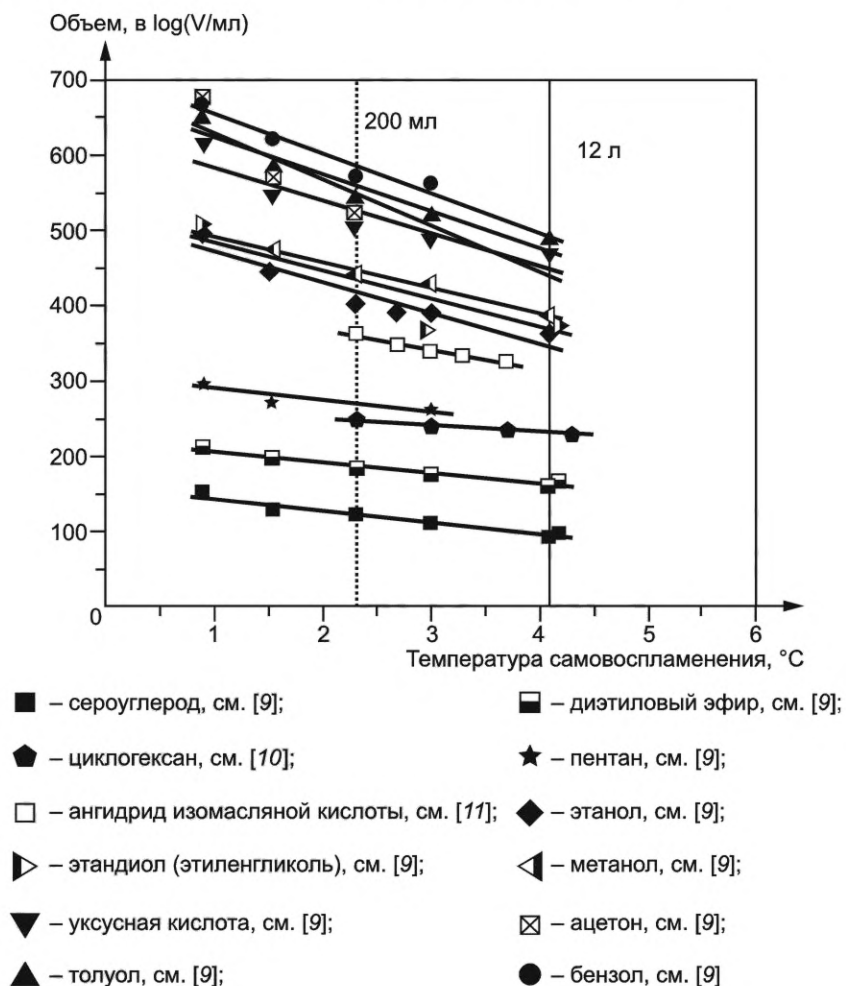 Объем, в log(V/мл)
700
600
500
400
300
200
100
0
200 мл
12 л
1 2 3 4 5 6
Температура самовоспламенения, °C
– сероуглерод, см. [9];
– диэтиловый эфир, см. [9];
– циклогексан, см. [10];
– пентан, см. [9];
– ангидрид изомасляной кислоты, см. [11];
– этанол, см. [9];
– этандиол (этиленгликоль), см. [9];
– метанол, см. [9];
– уксусная кислота, см. [9];
– ацетон, см. [9];
– толуол, см. [9];
– бензол, см. [9]